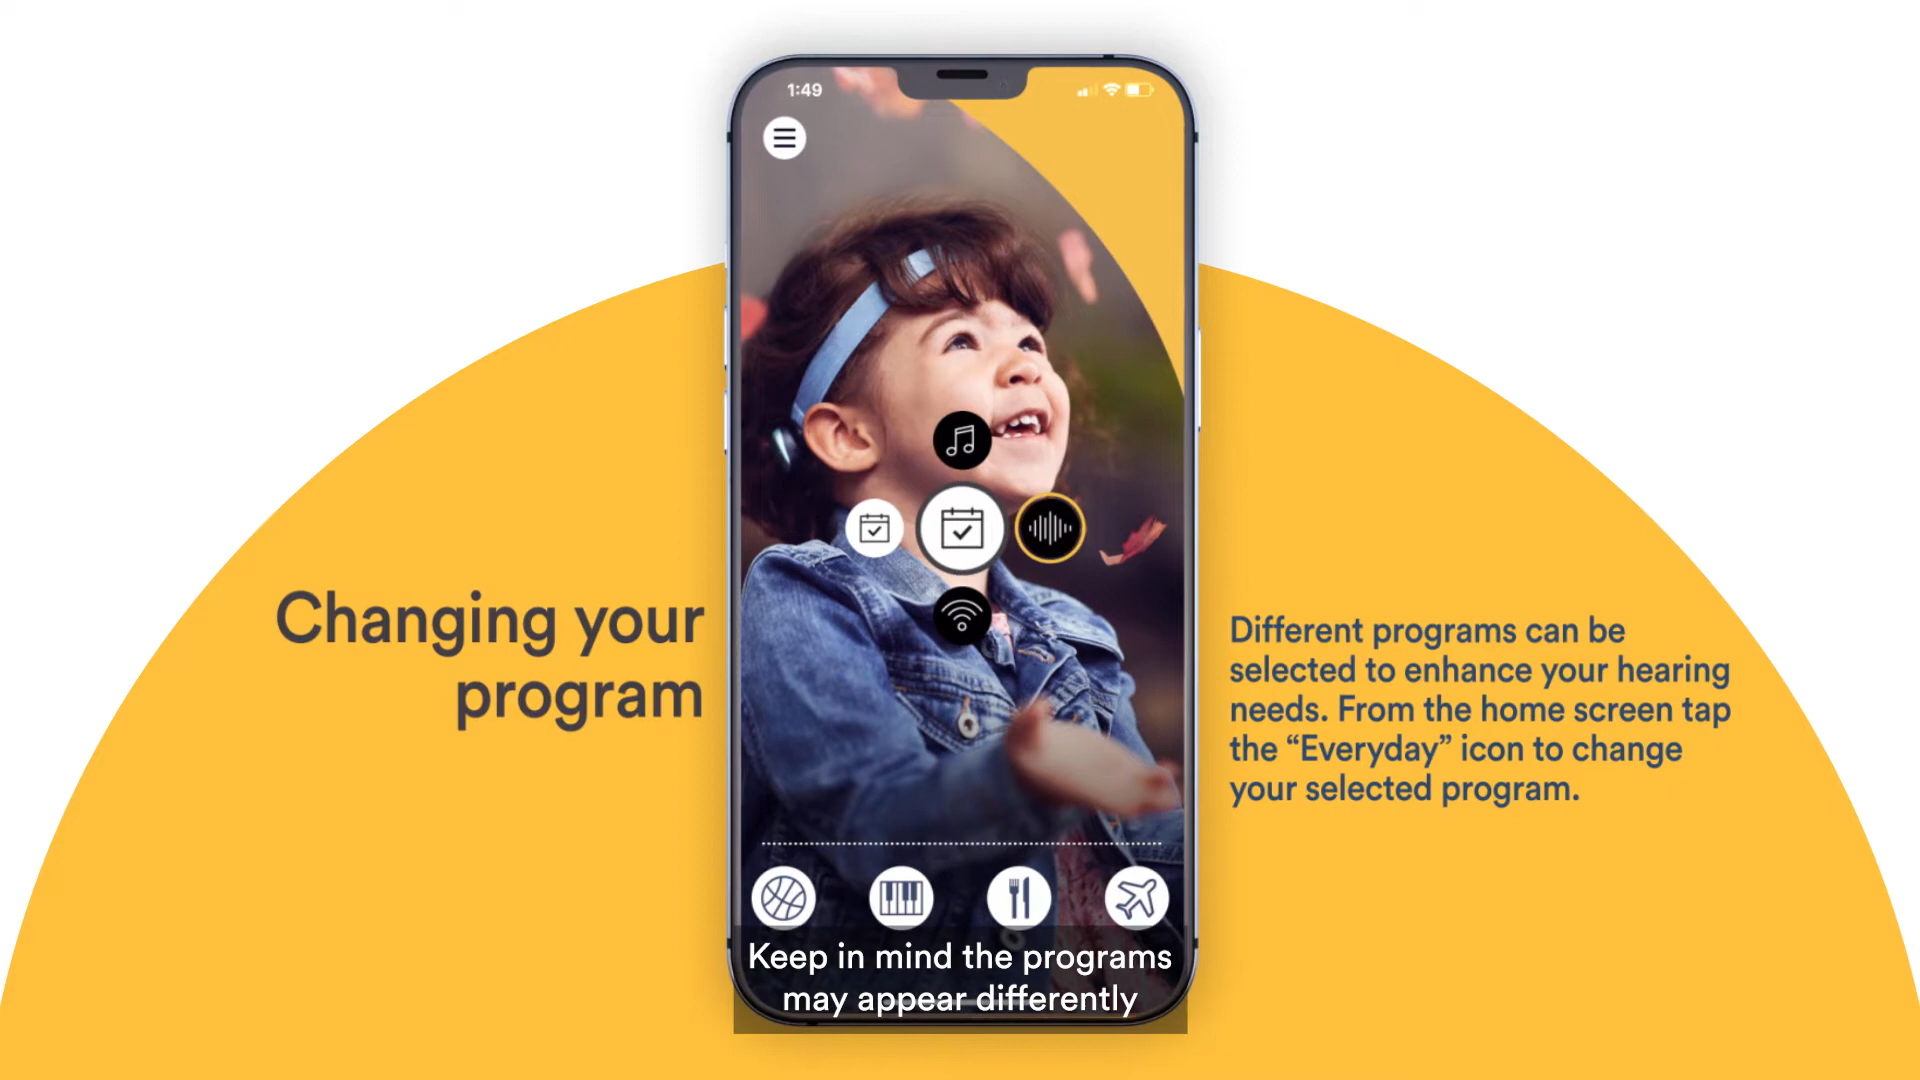 1:49
Changing your
program
Different programs can be
selected to enhance your hearing
needs. From the home screen tap
the “Everyday” icon to change
your selected program.
Keep in mind the programs
may appear differently